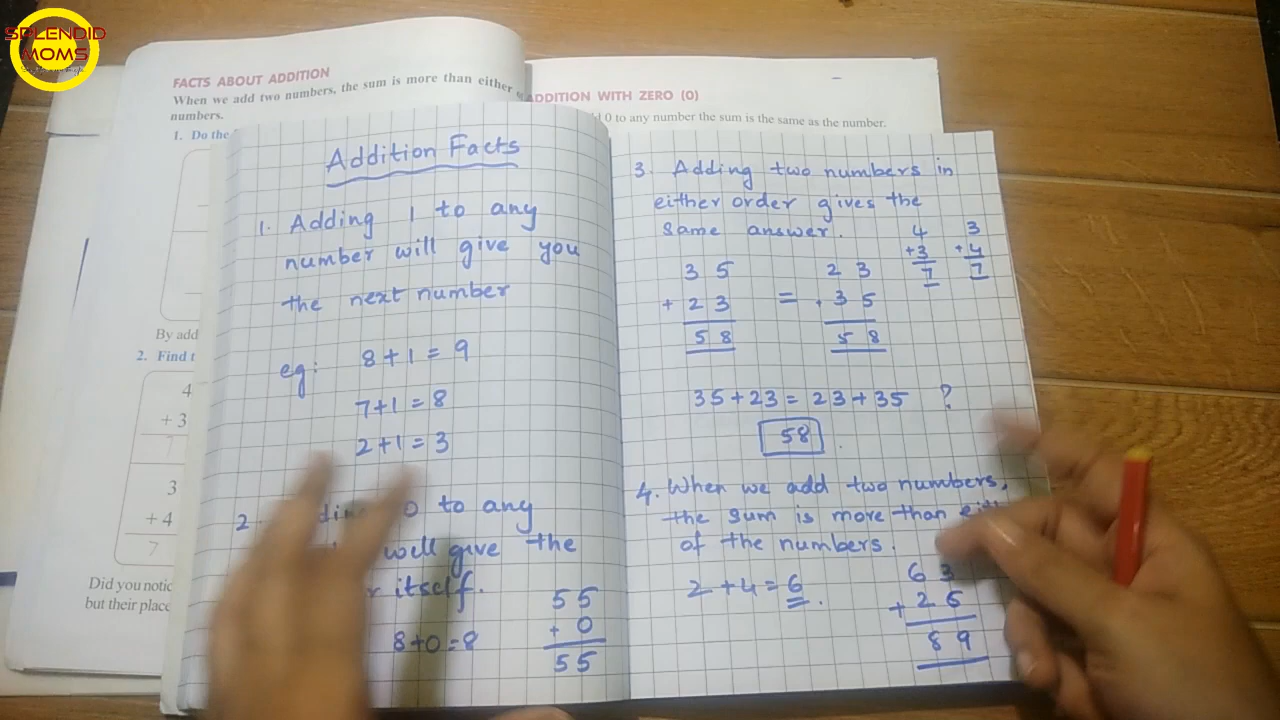 SPLENDID
MOMS
FACTS ABOUT ADDITION
When we add two numbers, the sum is more than either
numbers.
1. Do the
By add
2. Find t
4
+ 3
7
3
+ 4
7
Did you notic
but their place
ADDITION WITH ZERO (0)
0 to any number the sum is the same as the number.
Addition Facts
1. Adding 1 to any
number will give you
the next number
eg: 8+1 = 9
7+1 = 8
2+1 = 3
2. 0 to any
will give the
itself.
8+0=8
55
+ 0
55
3. Adding two numbers in
either order gives the
same answer.
4 3
+3 +4
7 7
35 23
+ 23 = + 35
58 58
35+23 = 23+35 ?
58
4. When we add two numbers,
the sum is more than
of the numbers.
2+4=6.
63
+ 26
89